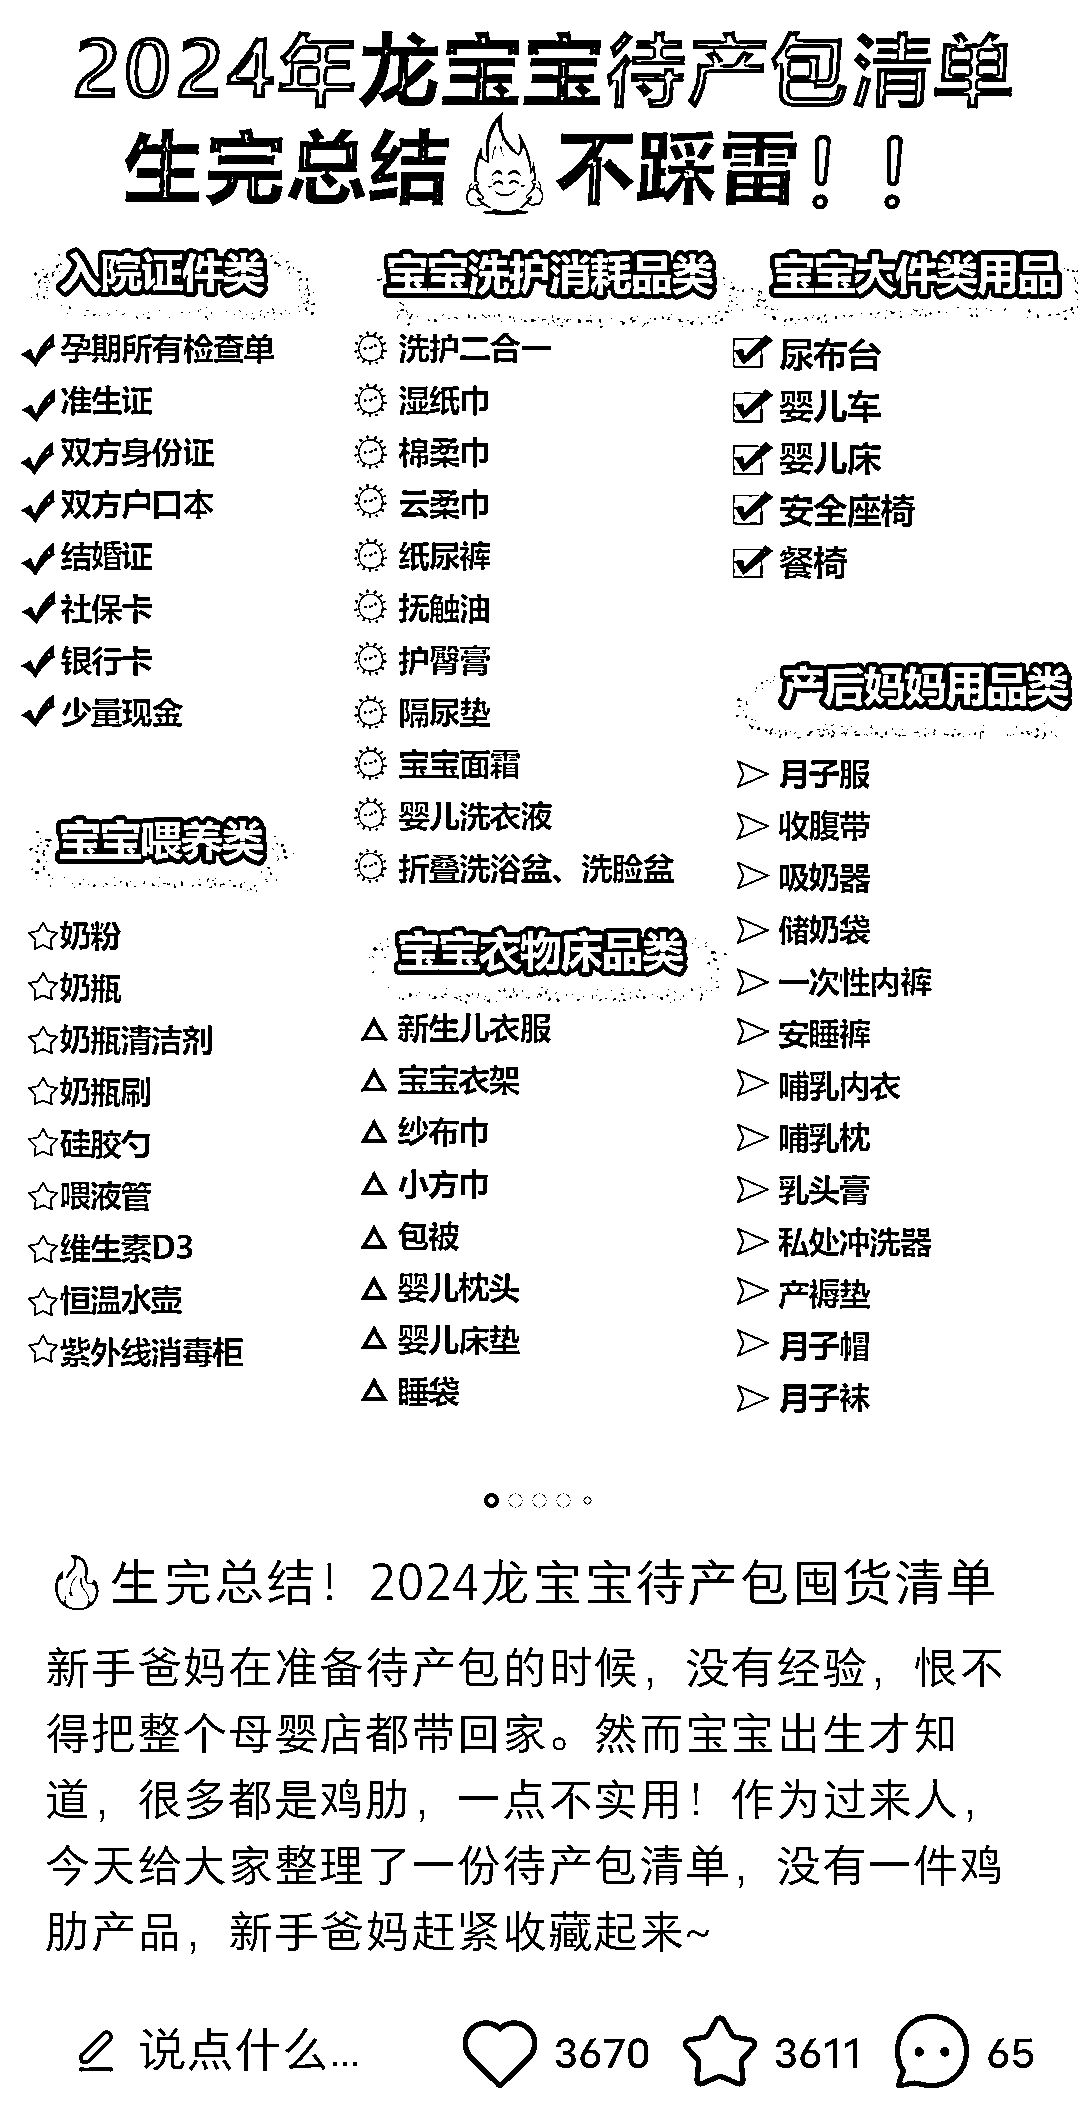 2024年龙宝宝待产包清单
生完总结🔥不踩雷！！
入院证件类
孕期所有检查单
准生证
双方身份证
双方户口本
结婚证
社保卡
银行卡
少量现金
宝宝喂养类
奶粉
奶瓶
奶瓶清洁剂
奶瓶刷
硅胶勺
喂液管
维生素D3
恒温水壶
紫外线消毒柜
宝宝洗护消耗品类
洗护二合一
湿纸巾
棉柔巾
云柔巾
纸尿裤
抚触油
护臀膏
隔尿垫
宝宝面霜
婴儿洗衣液
折叠洗浴盆、洗脸盆
宝宝衣物床品类
新生儿衣服
宝宝衣架
纱布巾
小方巾
包被
婴儿枕头
婴儿床垫
睡袋
宝宝大件类用品
尿布台
婴儿车
婴儿床
安全座椅
餐椅
产后妈妈用品类
月子服
收腹带
吸奶器
储奶袋
一次性内裤
安睡裤
哺乳内衣
哺乳枕
乳头膏
私处冲洗器
产褥垫
月子帽
月子袜
🔥生完总结！2024龙宝宝待产包囤货清单
新手爸妈在准备待产包的时候，没有经验，恨不
得把整个母婴店都带回家。然而宝宝出生才知
道，很多都是鸡肋，一点不实用！作为过来人，
今天给大家整理了一份待产包清单，没有一件鸡
肋产品，新手爸妈赶紧收藏起来~
说点什么... 3670 3611 65